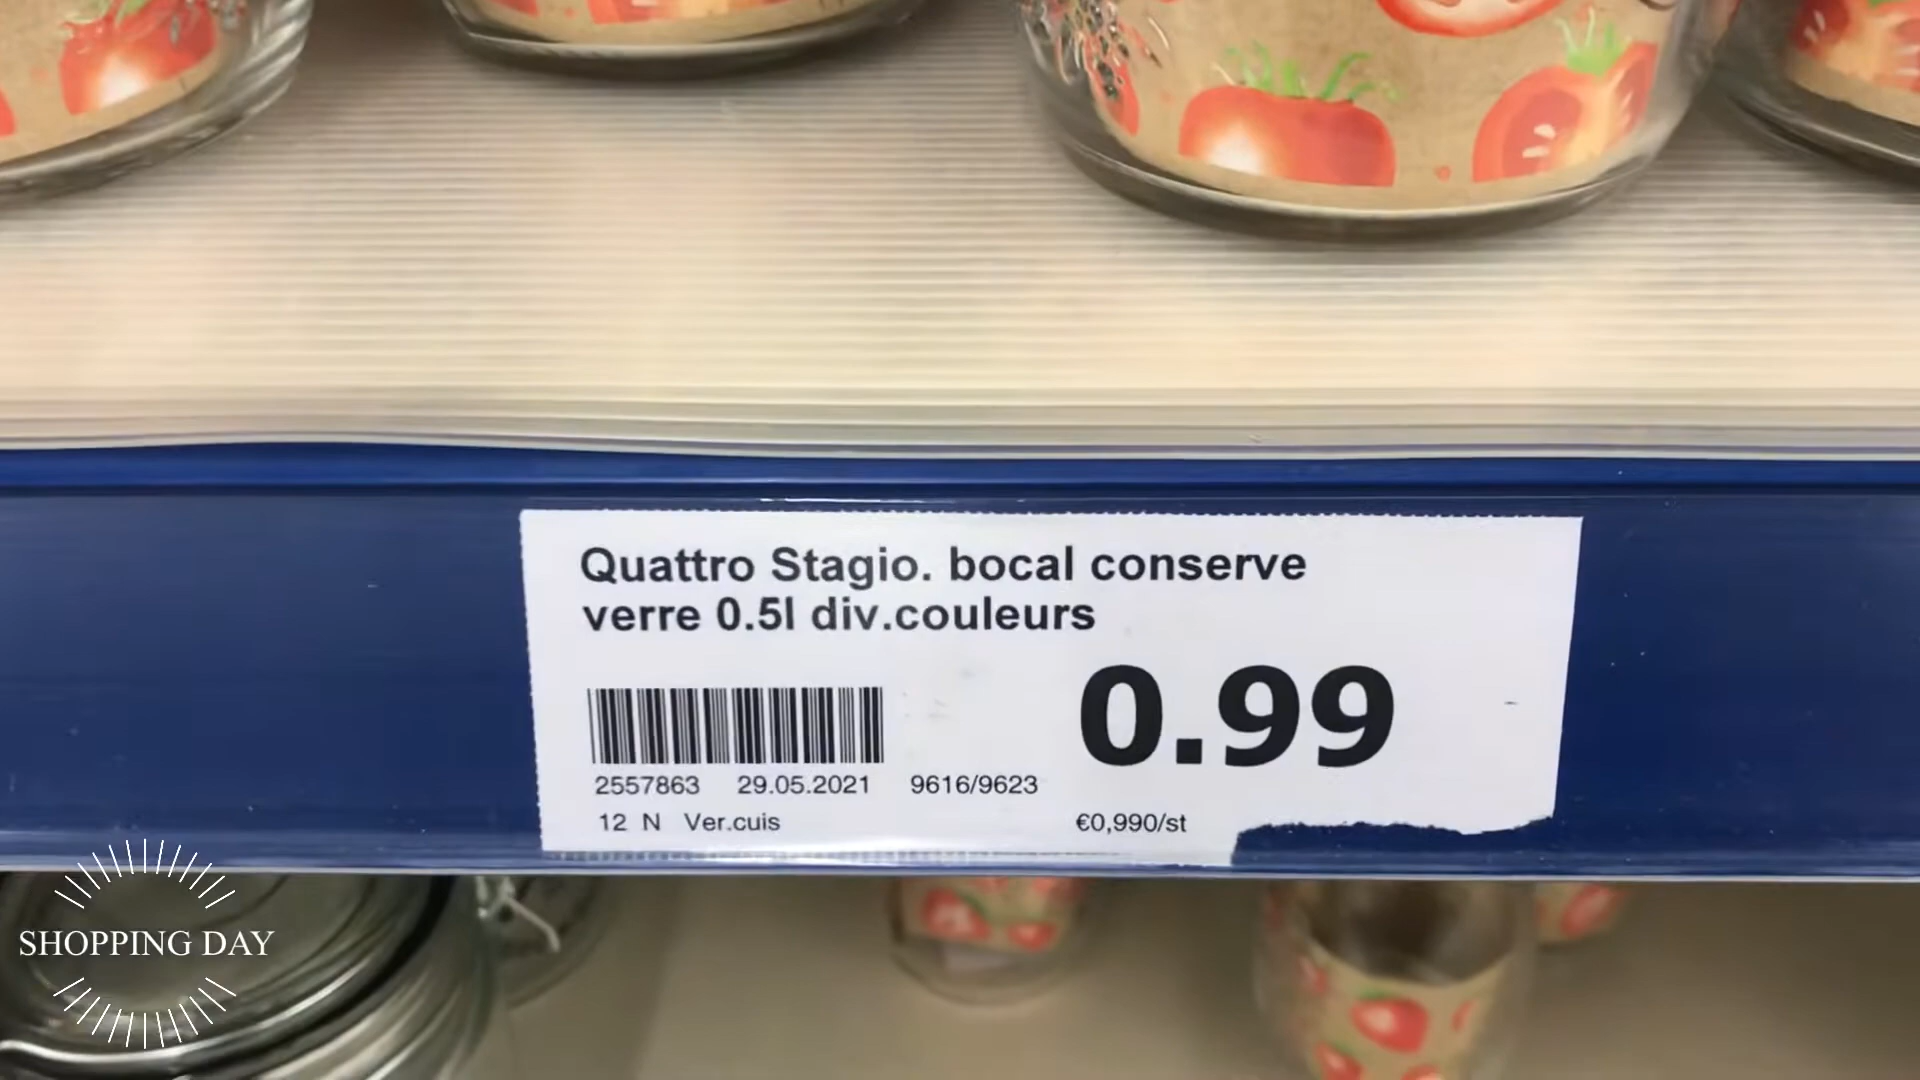 Quattro Stagio. bocal conserve
verre 0.5l div.couleurs
0.99
2557863 29.05.2021 9616/9623
12 N Ver.cuis €0,990/st
SHOPPING DAY